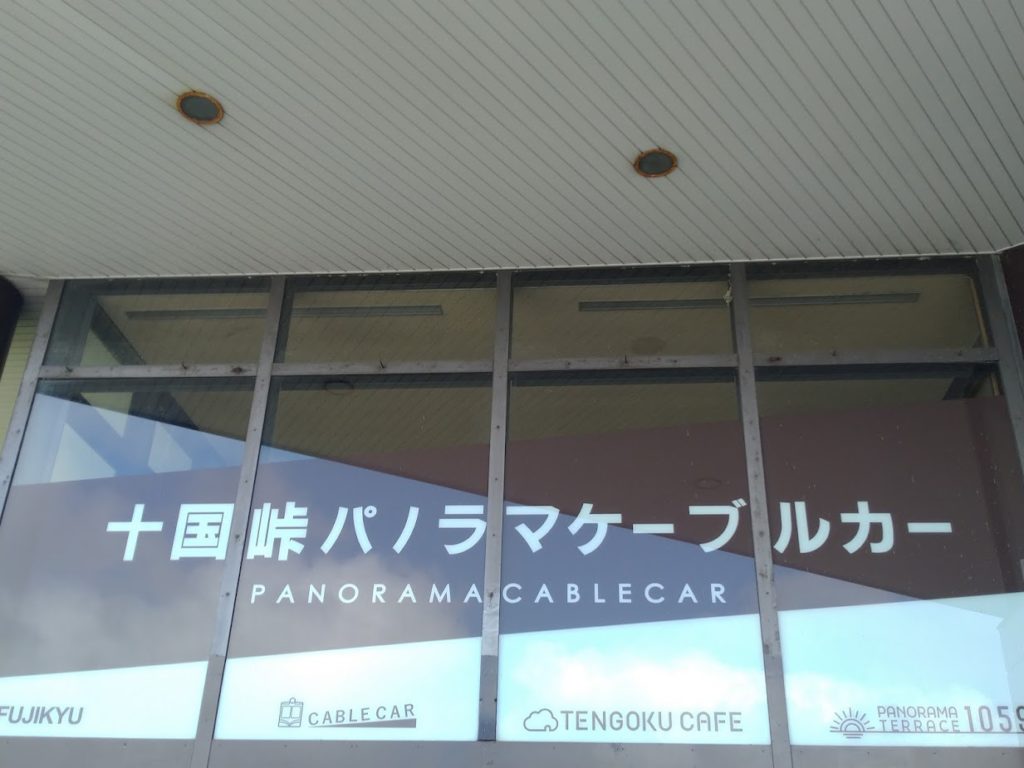 十国峠パノラマケーブルカー
PANORAMA CABLECAR
FUJIKYU
CABLE CAR
TENGOKU CAFE
PANORAMA
TERRACE 1059